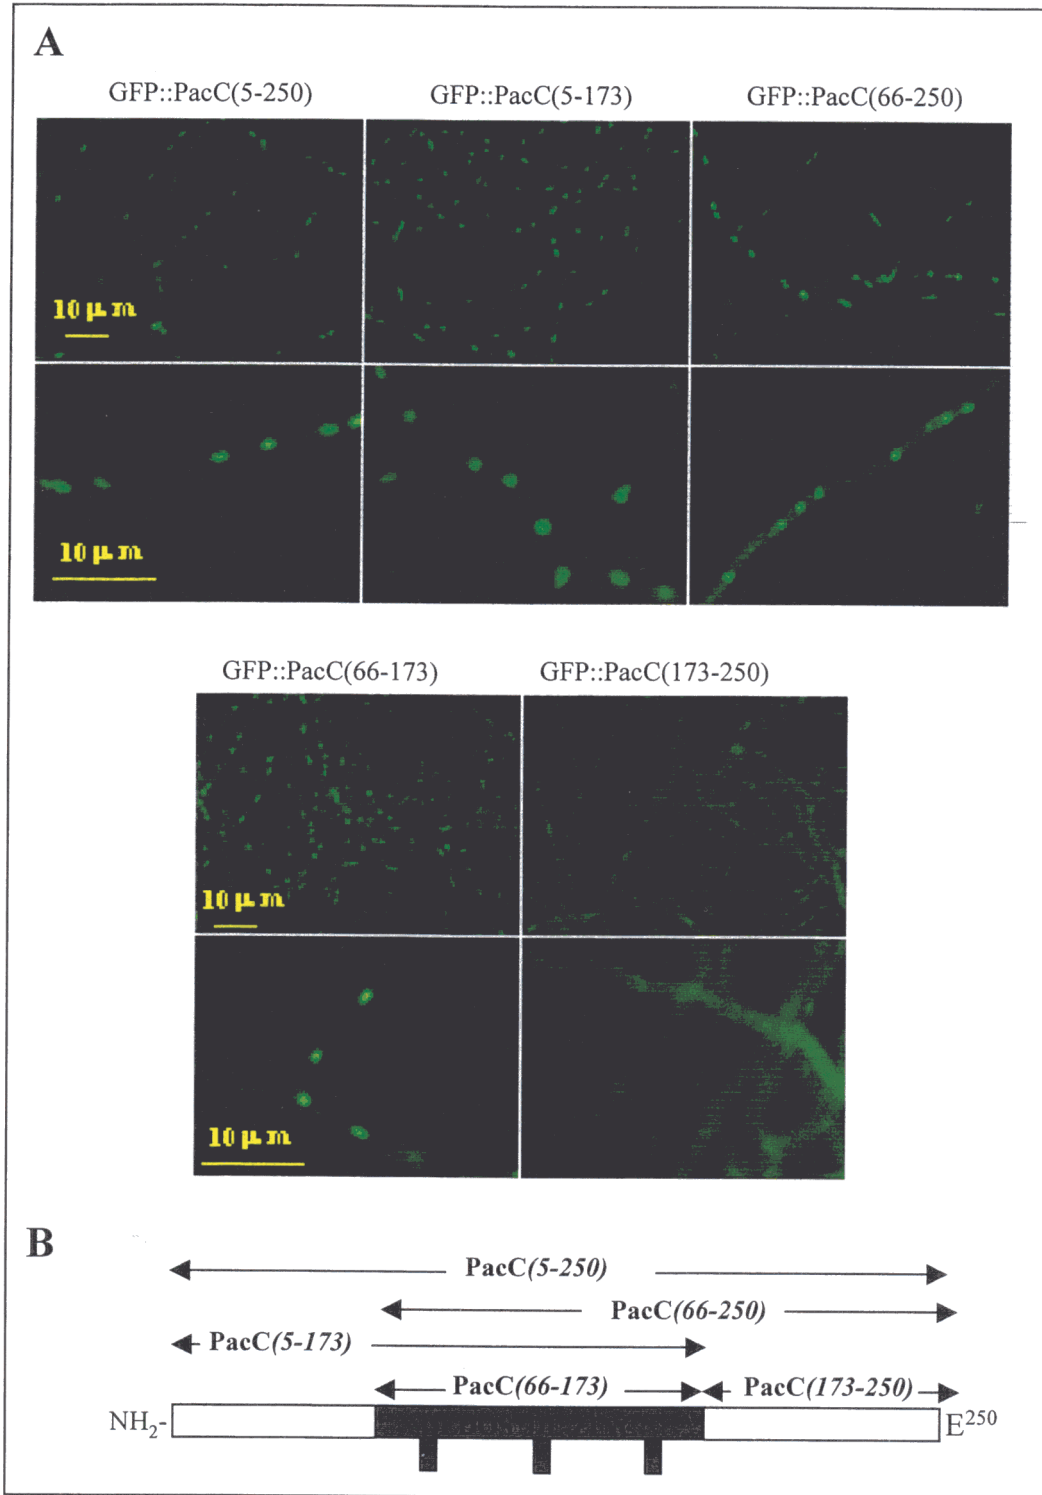 A
GFP::PacC(5-250) GFP::PacC(5-173) GFP::PacC(66-250)
10 µm
10 µm
GFP::PacC(66-173) GFP::PacC(173-250)
10 µm
10 µm
B
PacC(5-250)
PacC(66-250)
PacC(5-173)
PacC(66-173) PacC(173-250)
NH₂- E²⁵⁰